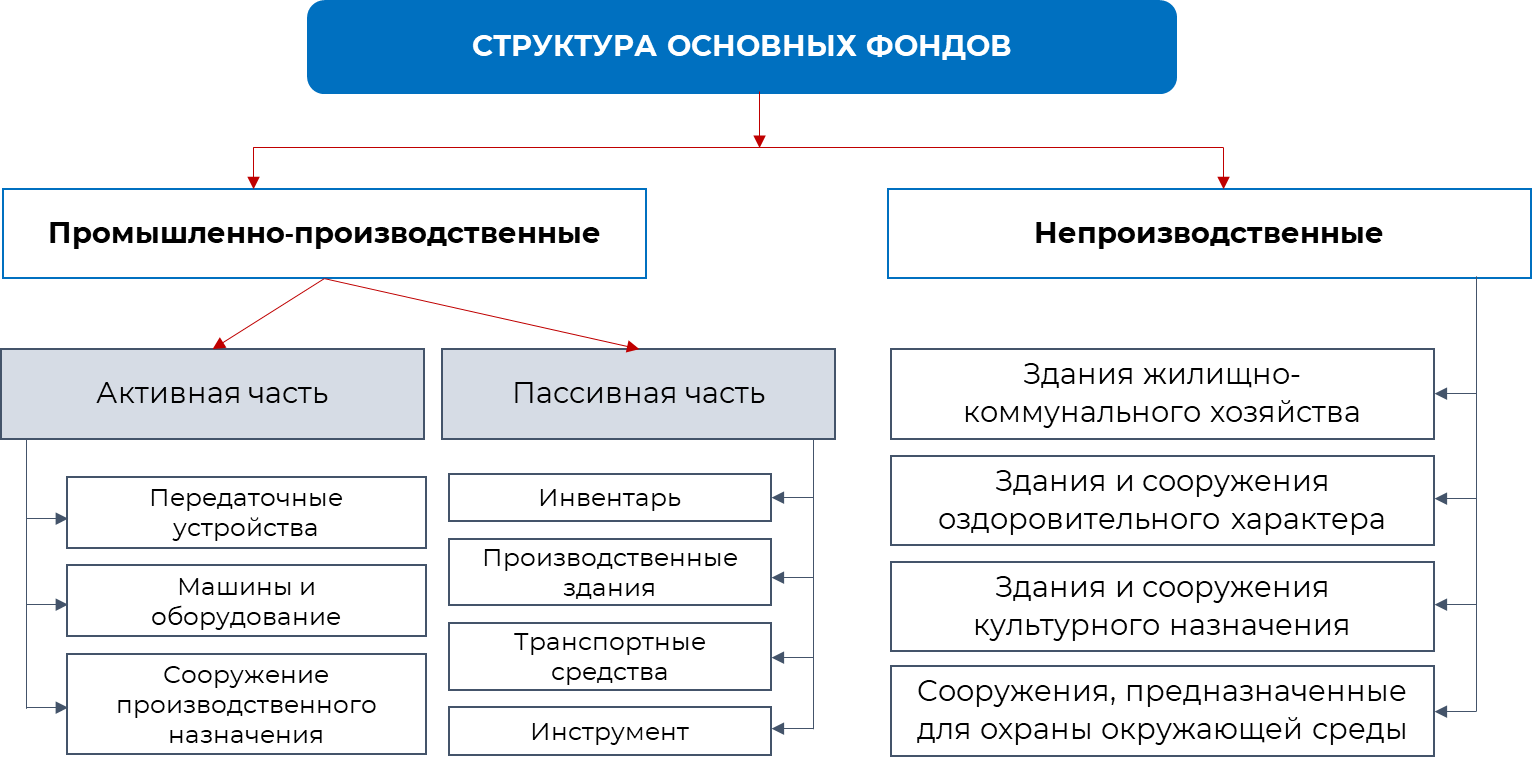 СТРУКТУРА ОСНОВНЫХ ФОНДОВ
Промышленно-производственные
Непроизводственные
Активная часть
Передаточные
устройства
Машины и
оборудование
Сооружение
производственного
назначения
Пассивная часть
Инвентарь
Производственные
здания
Транспортные
средства
Инструмент
Здания жилищно-
коммунального хозяйства
Здания и сооружения
оздоровительного характера
Здания и сооружения
культурного назначения
Сооружения, предназначенные
для охраны окружающей среды